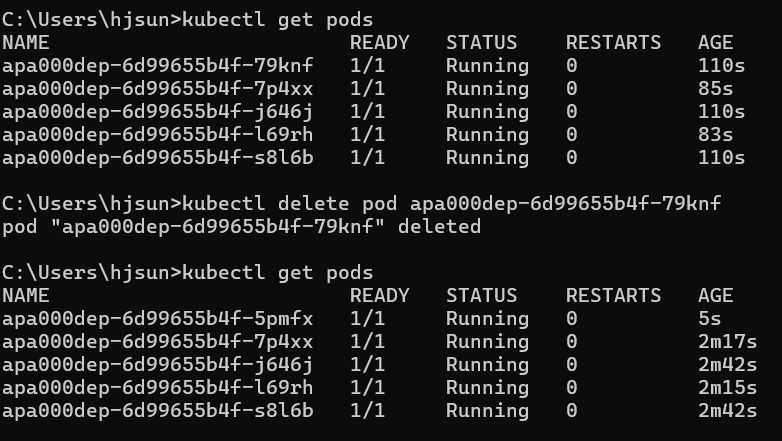 C:\Users\hjsun>kubectl get pods
NAME                         READY   STATUS    RESTARTS   AGE
apa000dep-6d99655b4f-79knf   1/1     Running   0          110s
apa000dep-6d99655b4f-7p4xx   1/1     Running   0          85s
apa000dep-6d99655b4f-j646j   1/1     Running   0          110s
apa000dep-6d99655b4f-l69rh   1/1     Running   0          83s
apa000dep-6d99655b4f-s8l6b   1/1     Running   0          110s
C:\Users\hjsun>kubectl delete pod apa000dep-6d99655b4f-79knf
pod "apa000dep-6d99655b4f-79knf" deleted
C:\Users\hjsun>kubectl get pods
NAME                         READY   STATUS    RESTARTS   AGE
apa000dep-6d99655b4f-5pmfx   1/1     Running   0          5s
apa000dep-6d99655b4f-7p4xx   1/1     Running   0          2m17s
apa000dep-6d99655b4f-j646j   1/1     Running   0          2m42s
apa000dep-6d99655b4f-l69rh   1/1     Running   0          2m15s
apa000dep-6d99655b4f-s8l6b   1/1     Running   0          2m42s